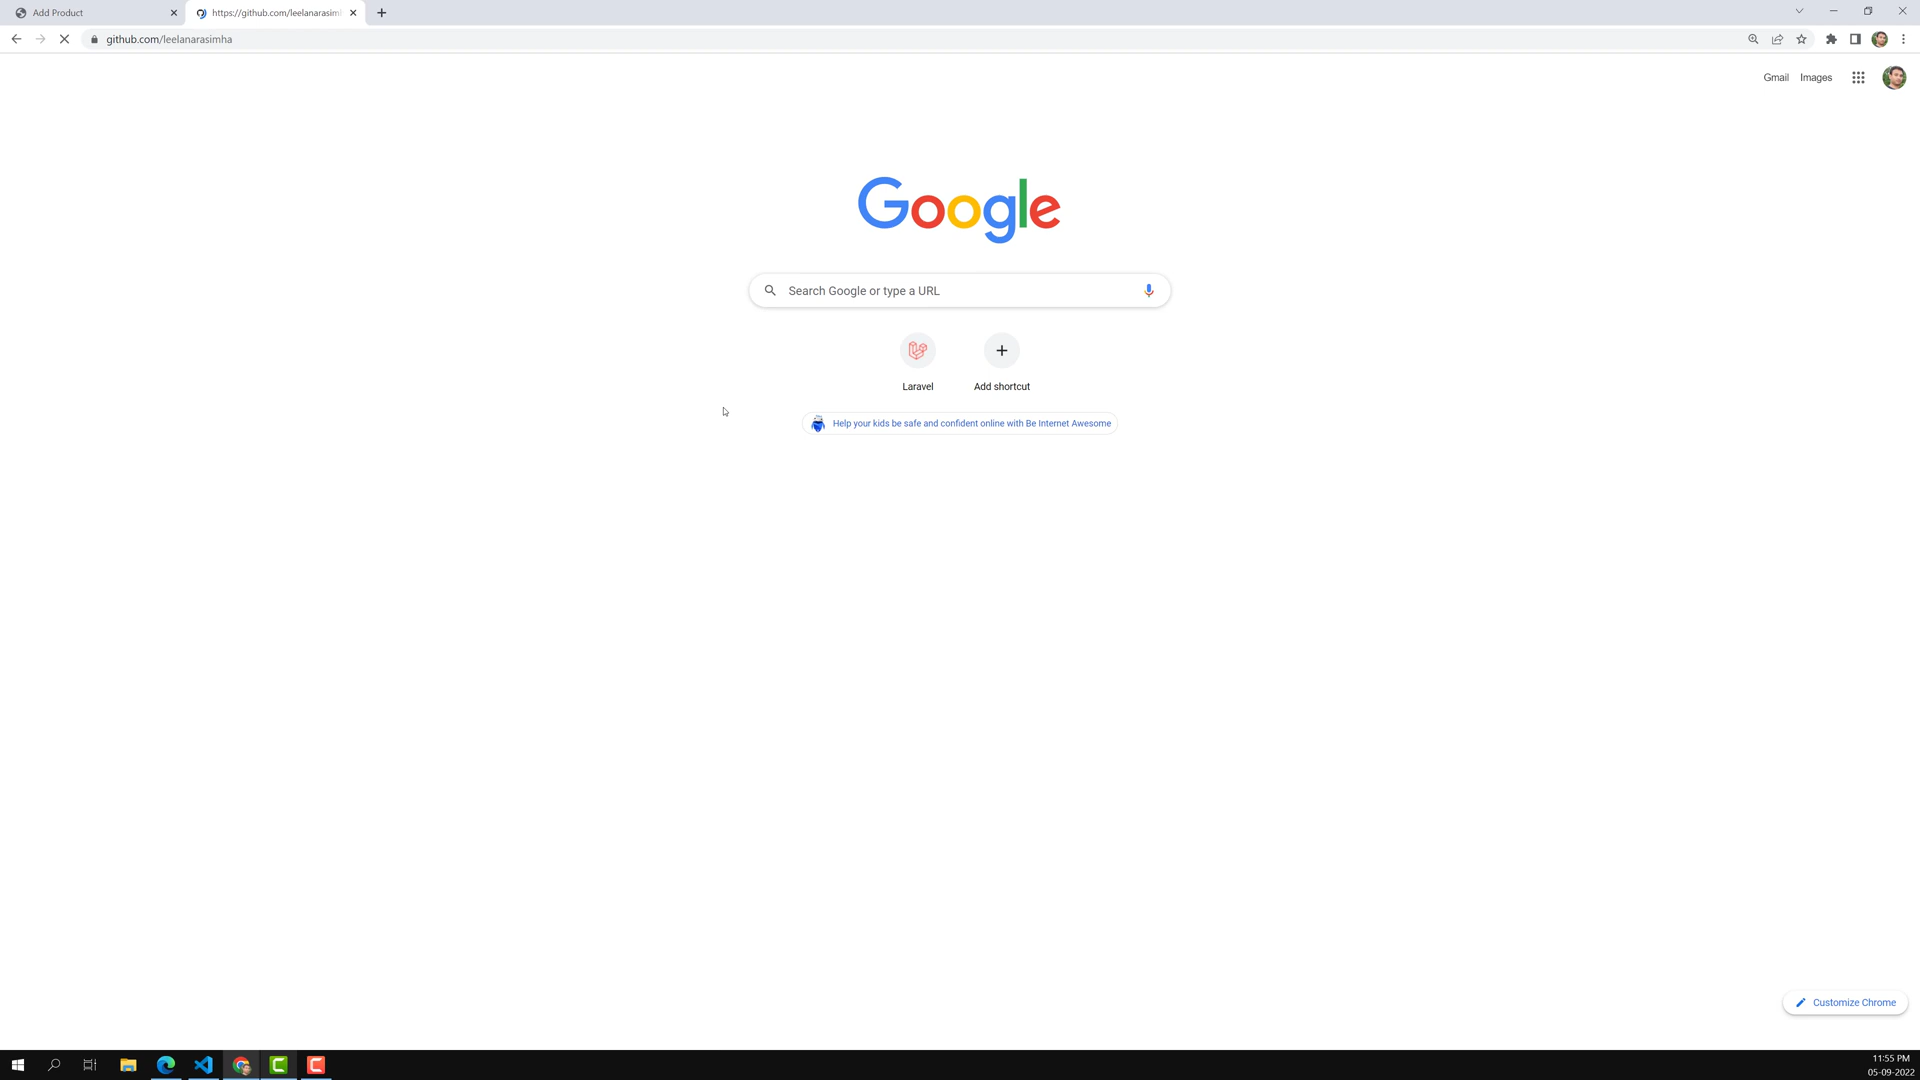 Add Product
https://github.com/leelanarasim
github.com/leelanarasimha
Gmail
Images
Google
Search Google or type a URL
Laravel
Add shortcut
Help your kids be safe and confident online with Be Internet Awesome
Customize Chrome
11:55 PM
05-09-2022